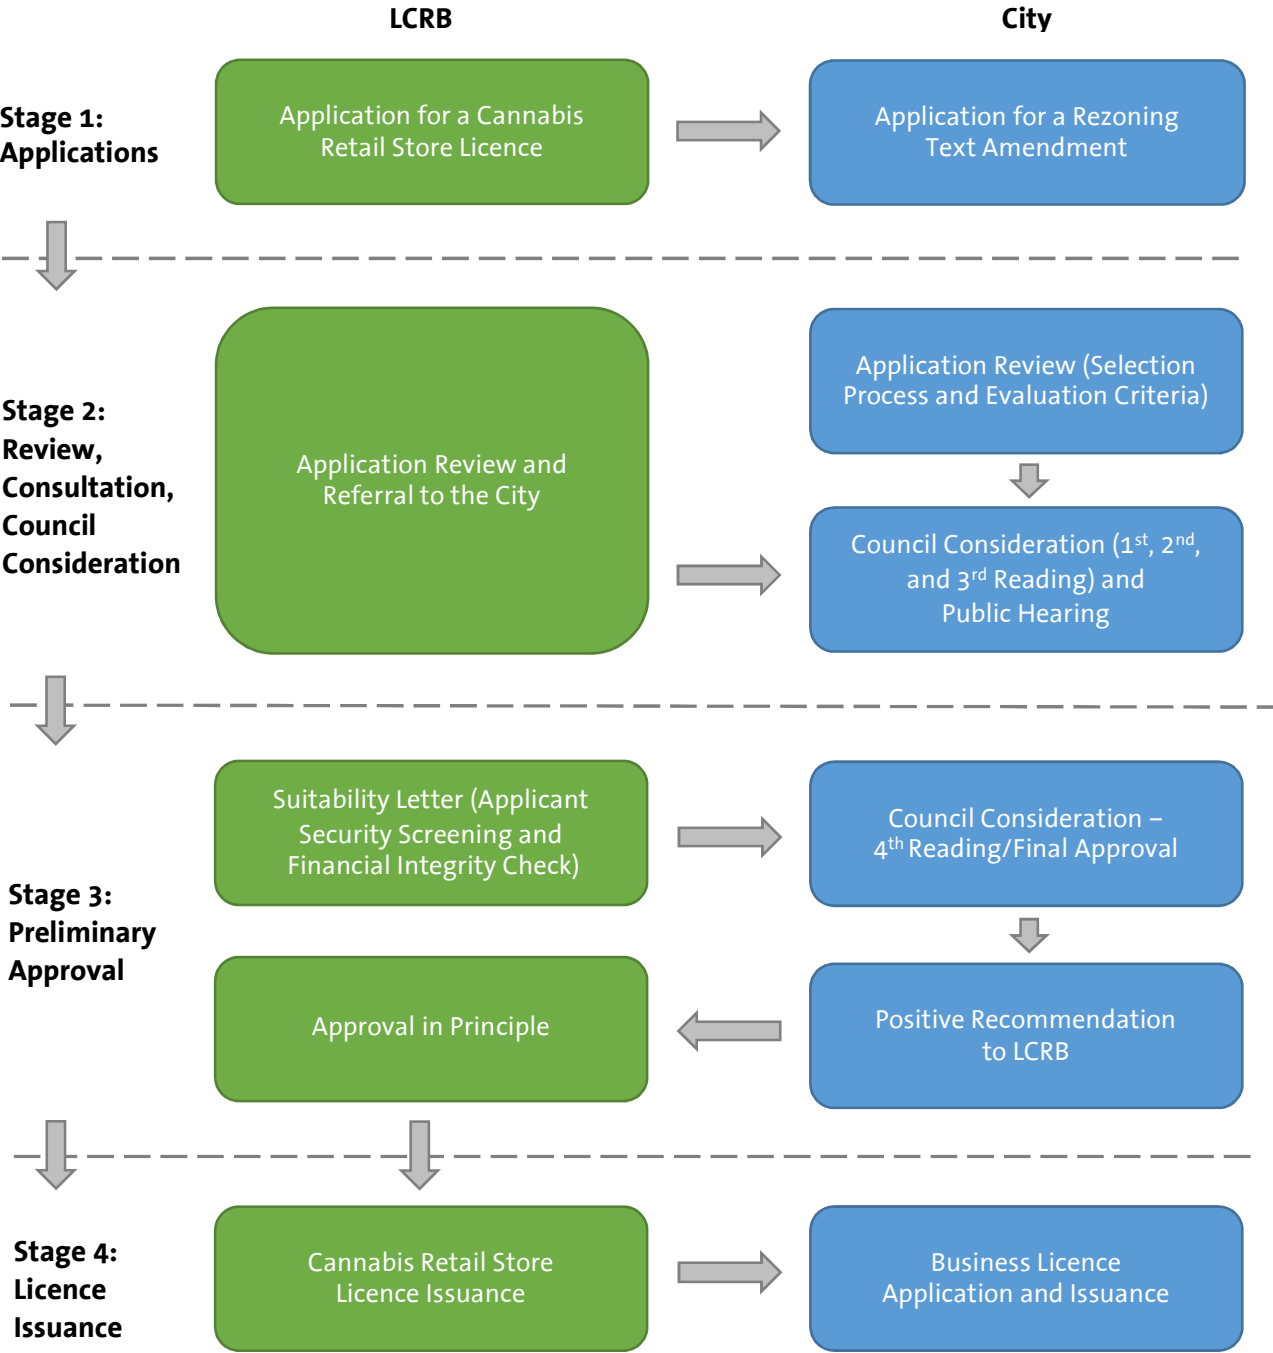 LCRB
City
Stage 1:
Applications
Application for a Cannabis
Retail Store Licence
Application for a Rezoning
Text Amendment
Stage 2:
Review,
Consultation,
Council
Consideration
Application Review and
Referral to the City
Application Review (Selection
Process and Evaluation Criteria)
Council Consideration (1st, 2nd,
and 3rd Reading) and
Public Hearing
Stage 3:
Preliminary
Approval
Suitability Letter (Applicant
Security Screening and
Financial Integrity Check)
Council Consideration –
4th Reading/Final Approval
Approval in Principle
Positive Recommendation
to LCRB
Stage 4:
Licence
Issuance
Cannabis Retail Store
Licence Issuance
Business Licence
Application and Issuance